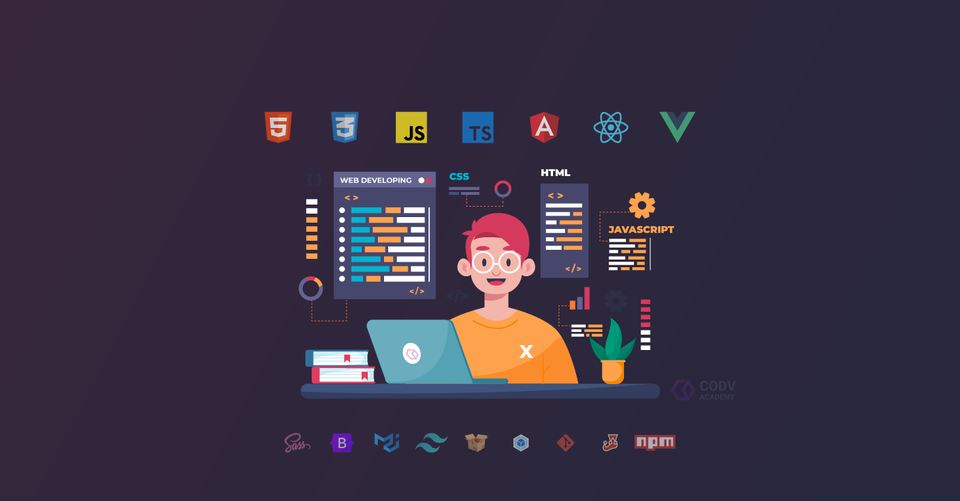 5
3
JS
TS
A
WEB DEVELOPING
< >
</>
CSS
HTML
< >
</>
JAVASCRIPT
X
CODV
ACADEMY
Sass
B
npm